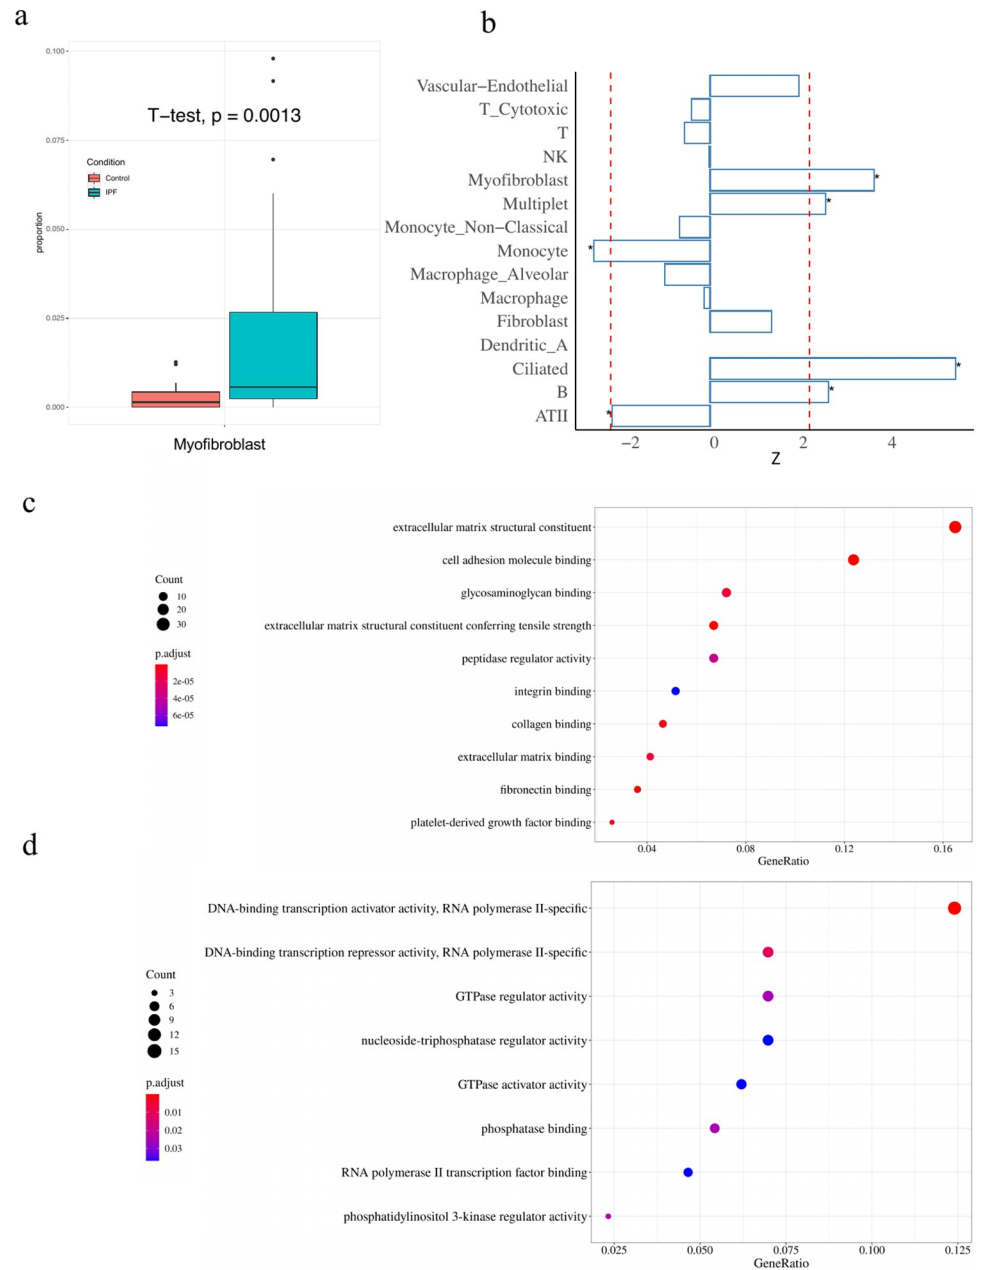 a
0.100
T-test, p = 0.0013
0.075
Condition
Control
IPF
proportion
0.050
0.025
0.000
Myofibroblast
b
Vascular−Endothelial
T_Cytotoxic
T
NK
Myofibroblast *
Multiplet *
Monocyte_Non−Classical
Monocyte *
Macrophage_Alveolar
Macrophage
Fibroblast
Dendritic_A
Ciliated *
B *
ATII *
−2 0 2 4
Z
c
Count
10
20
30
p.adjust
2e-05
4e-05
6e-05
extracellular matrix structural constituent
cell adhesion molecule binding
glycosaminoglycan binding
extracellular matrix structural constituent conferring tensile strength
peptidase regulator activity
integrin binding
collagen binding
extracellular matrix binding
fibronectin binding
platelet-derived growth factor binding
0.04 0.08 0.12 0.16
GeneRatio
d
Count
3
6
9
12
15
p.adjust
0.01
0.02
0.03
DNA-binding transcription activator activity, RNA polymerase II-specific
DNA-binding transcription repressor activity, RNA polymerase II-specific
GTPase regulator activity
nucleoside-triphosphatase regulator activity
GTPase activator activity
phosphatase binding
RNA polymerase II transcription factor binding
phosphatidylinositol 3-kinase regulator activity
0.025 0.050 0.075 0.100 0.125
GeneRatio